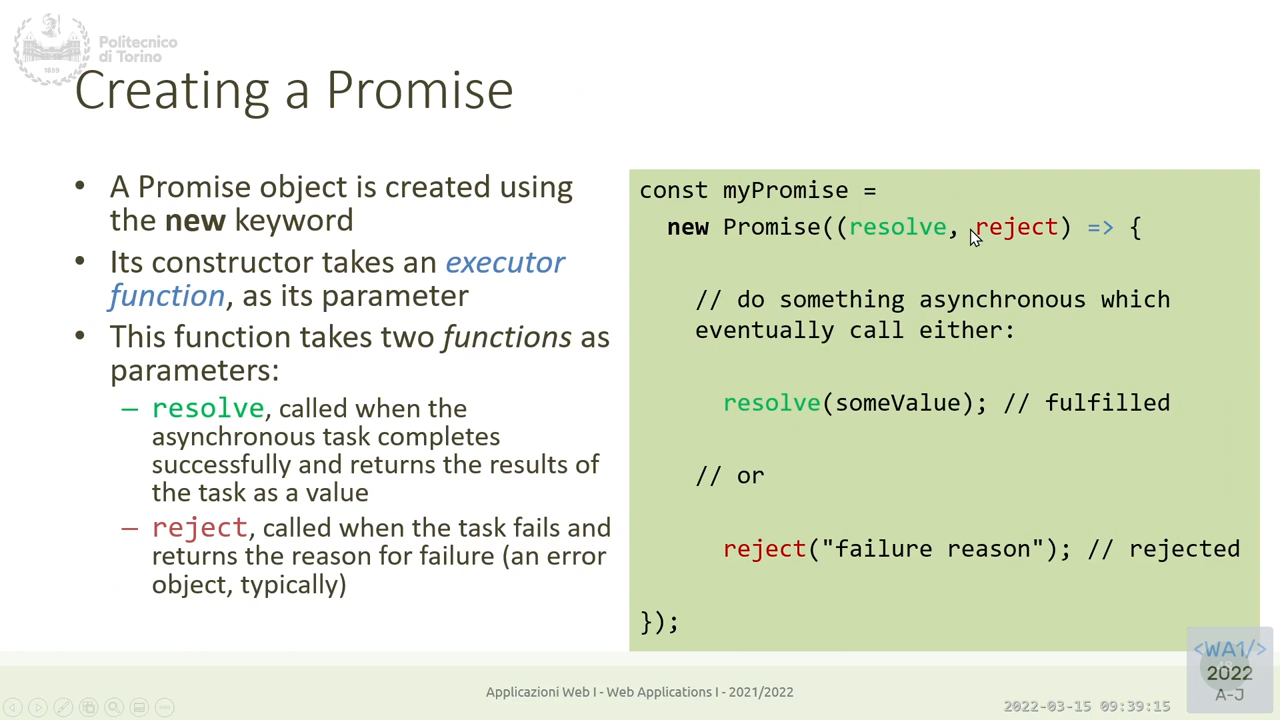 Politecnico
di Torino
1859
Creating a Promise
• A Promise object is created using
the new keyword
• Its constructor takes an executor
function, as its parameter
• This function takes two functions as
parameters:
– resolve, called when the
asynchronous task completes
successfully and returns the results of
the task as a value
– reject, called when the task fails and
returns the reason for failure (an error
object, typically)
const myPromise =
new Promise((resolve, reject) => {
// do something asynchronous which
eventually call either:
resolve(someValue); // fulfilled
// or
reject("failure reason"); // rejected
});
Applicazioni Web I - Web Applications I - 2021/2022
2022-03-15 09:39:15
<WA1/>
2022
A-J